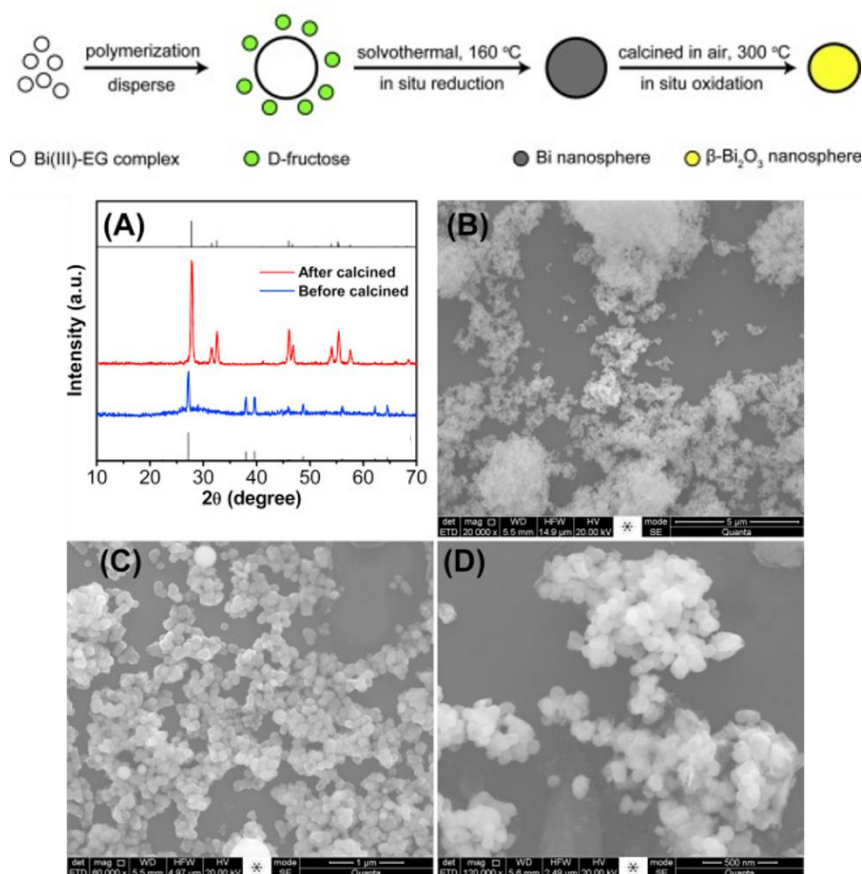 polymerization
disperse
solvothermal, 160 °C
in situ reduction
calcined in air, 300 °C
in situ oxidation
Bi(III)-EG complex
D-fructose
Bi nanosphere
β-Bi₂O₃ nanosphere
(A)
After calcined
Before calcined
Intensity (a.u.)
10 20 30 40 50 60 70
2θ (degree)
(B)
det mag □ WD HFW HV mode 5 µm
ETD 20 000 x 5.5 mm 14.9 µm 20.00 kV SE Quanta
(C)
det mag □ WD HFW HV mode 1 µm
ETD 60 000 x 5.5 mm 4.97 µm 20.00 kV SE Quanta
(D)
det mag □ WD HFW HV mode 500 nm
ETD 120 000 x 5.6 mm 2.49 µm 20.00 kV SE Quanta